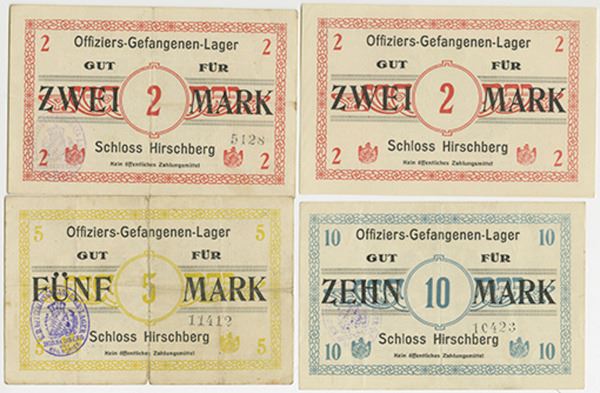 2 Offiziers-Gefangenen-Lager 2
GUT FÜR
ZWEI 2 MARK
5128
Schloss Hirschberg
2 Kein öffentliches Zahlungsmittel 2
2 Offiziers-Gefangenen-Lager 2
GUT FÜR
ZWEI 2 MARK
Schloss Hirschberg
2 Kein öffentliches Zahlungsmittel 2
5 Offiziers-Gefangenen-Lager 5
GUT FÜR
FÜNF 5 MARK
11412
Schloss Hirschberg
5 Kein öffentliches Zahlungsmittel 5
10 Offiziers-Gefangenen-Lager 10
GUT FÜR
ZEHN 10 MARK
10423
Schloss Hirschberg
10 Kein öffentliches Zahlungsmittel 10